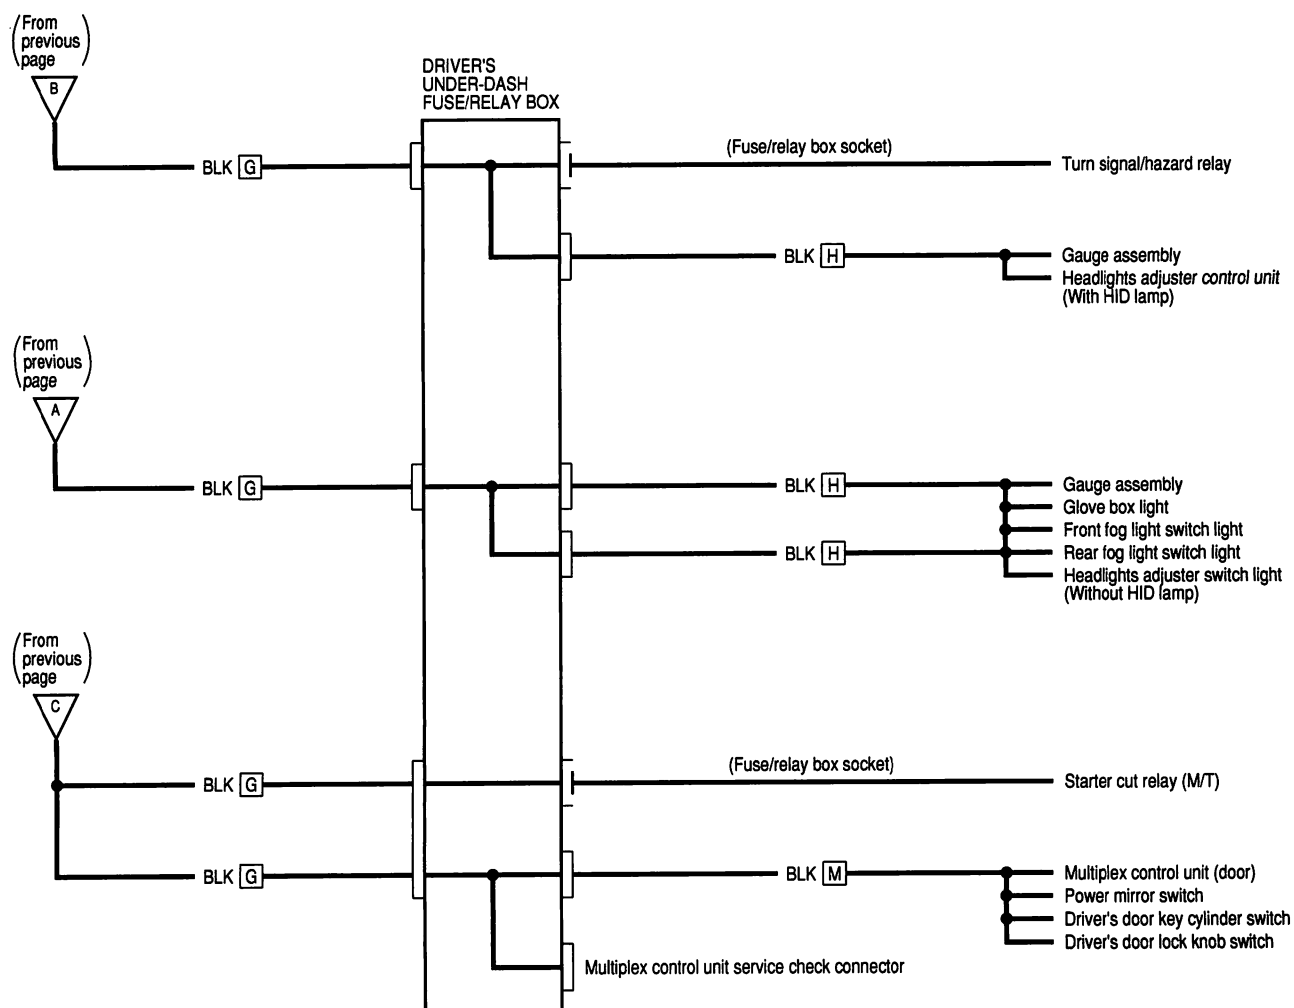 (From
previous
page)
B
DRIVER'S
UNDER-DASH
FUSE/RELAY BOX
BLK G
(Fuse/relay box socket)
Turn signal/hazard relay
BLK H
Gauge assembly
Headlights adjuster control unit
(With HID lamp)
(From
previous
page)
A
BLK G
BLK H
Gauge assembly
Glove box light
Front fog light switch light
BLK H
Rear fog light switch light
Headlights adjuster switch light
(Without HID lamp)
(From
previous
page)
C
BLK G
(Fuse/relay box socket)
Starter cut relay (M/T)
BLK G
BLK M
Multiplex control unit (door)
Power mirror switch
Driver's door key cylinder switch
Driver's door lock knob switch
Multiplex control unit service check connector